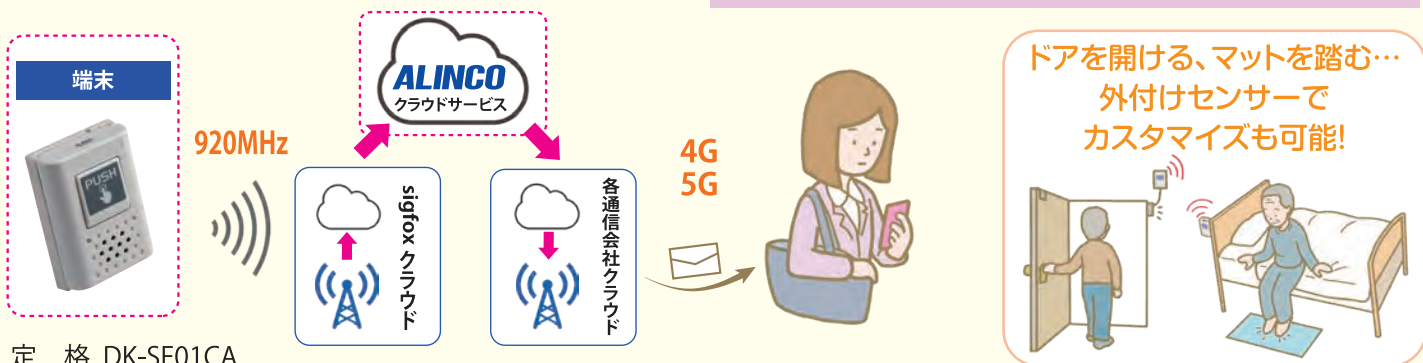 端末
PUSH
920MHz
ALINCO
クラウドサービス
sigfox クラウド
各通信会社クラウド
4G
5G
ドアを開ける、マットを踏む…
外付けセンサーで
カスタマイズも可能!
定 格 DK-SF01CA